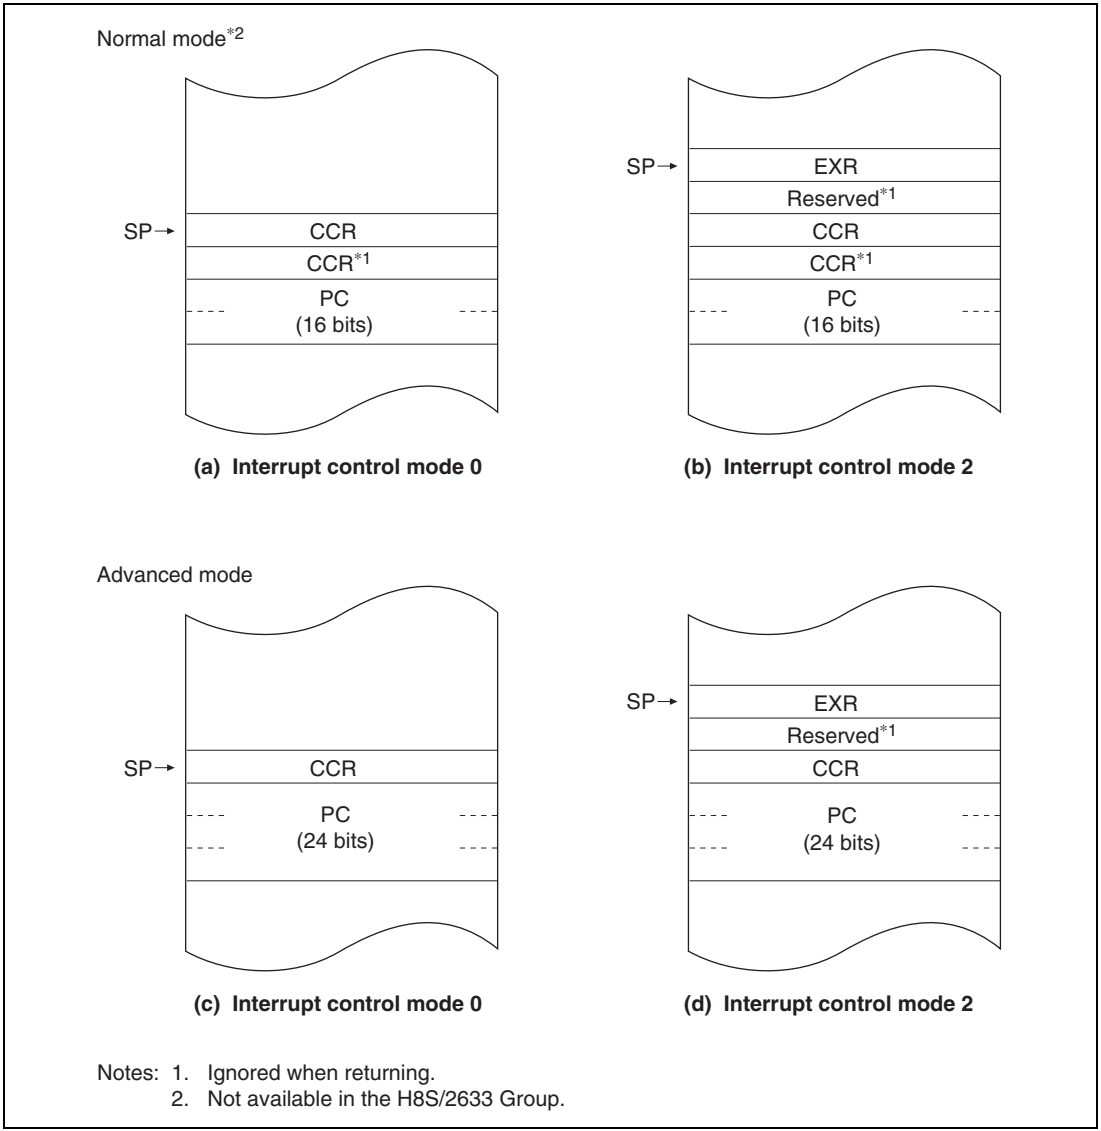 Normal mode*2
SP→
CCR
CCR*1
PC
(16 bits)
(a) Interrupt control mode 0
SP→
EXR
Reserved*1
CCR
CCR*1
PC
(16 bits)
(b) Interrupt control mode 2
Advanced mode
SP→
CCR
PC
(24 bits)
(c) Interrupt control mode 0
SP→
EXR
Reserved*1
CCR
PC
(24 bits)
(d) Interrupt control mode 2
Notes: 1. Ignored when returning.
2. Not available in the H8S/2633 Group.